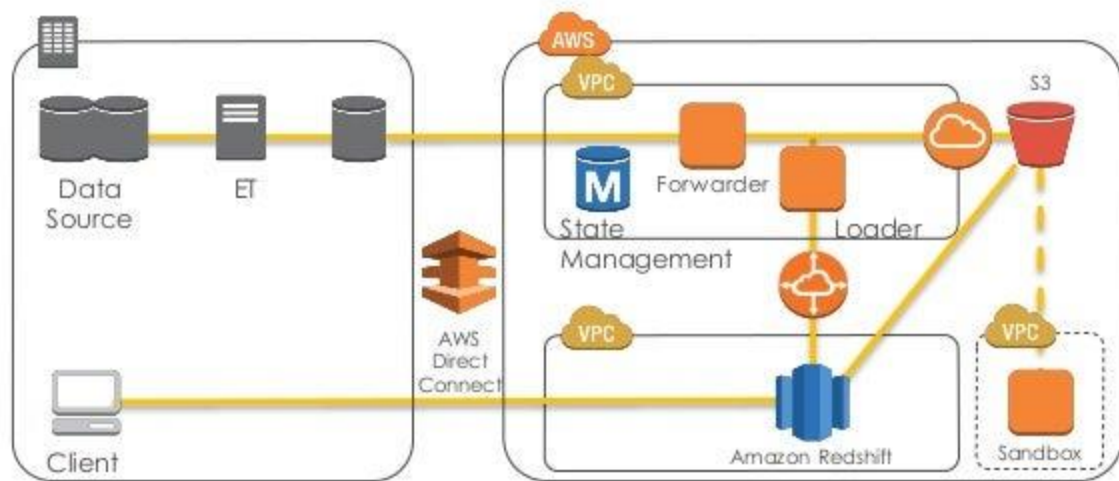 AWS
VPC
S3
Data
Source
ET
M
Forwarder
State
Management
Loader
AWS
Direct
Connect
VPC
VPC
Client
Amazon Redshift
Sandbox